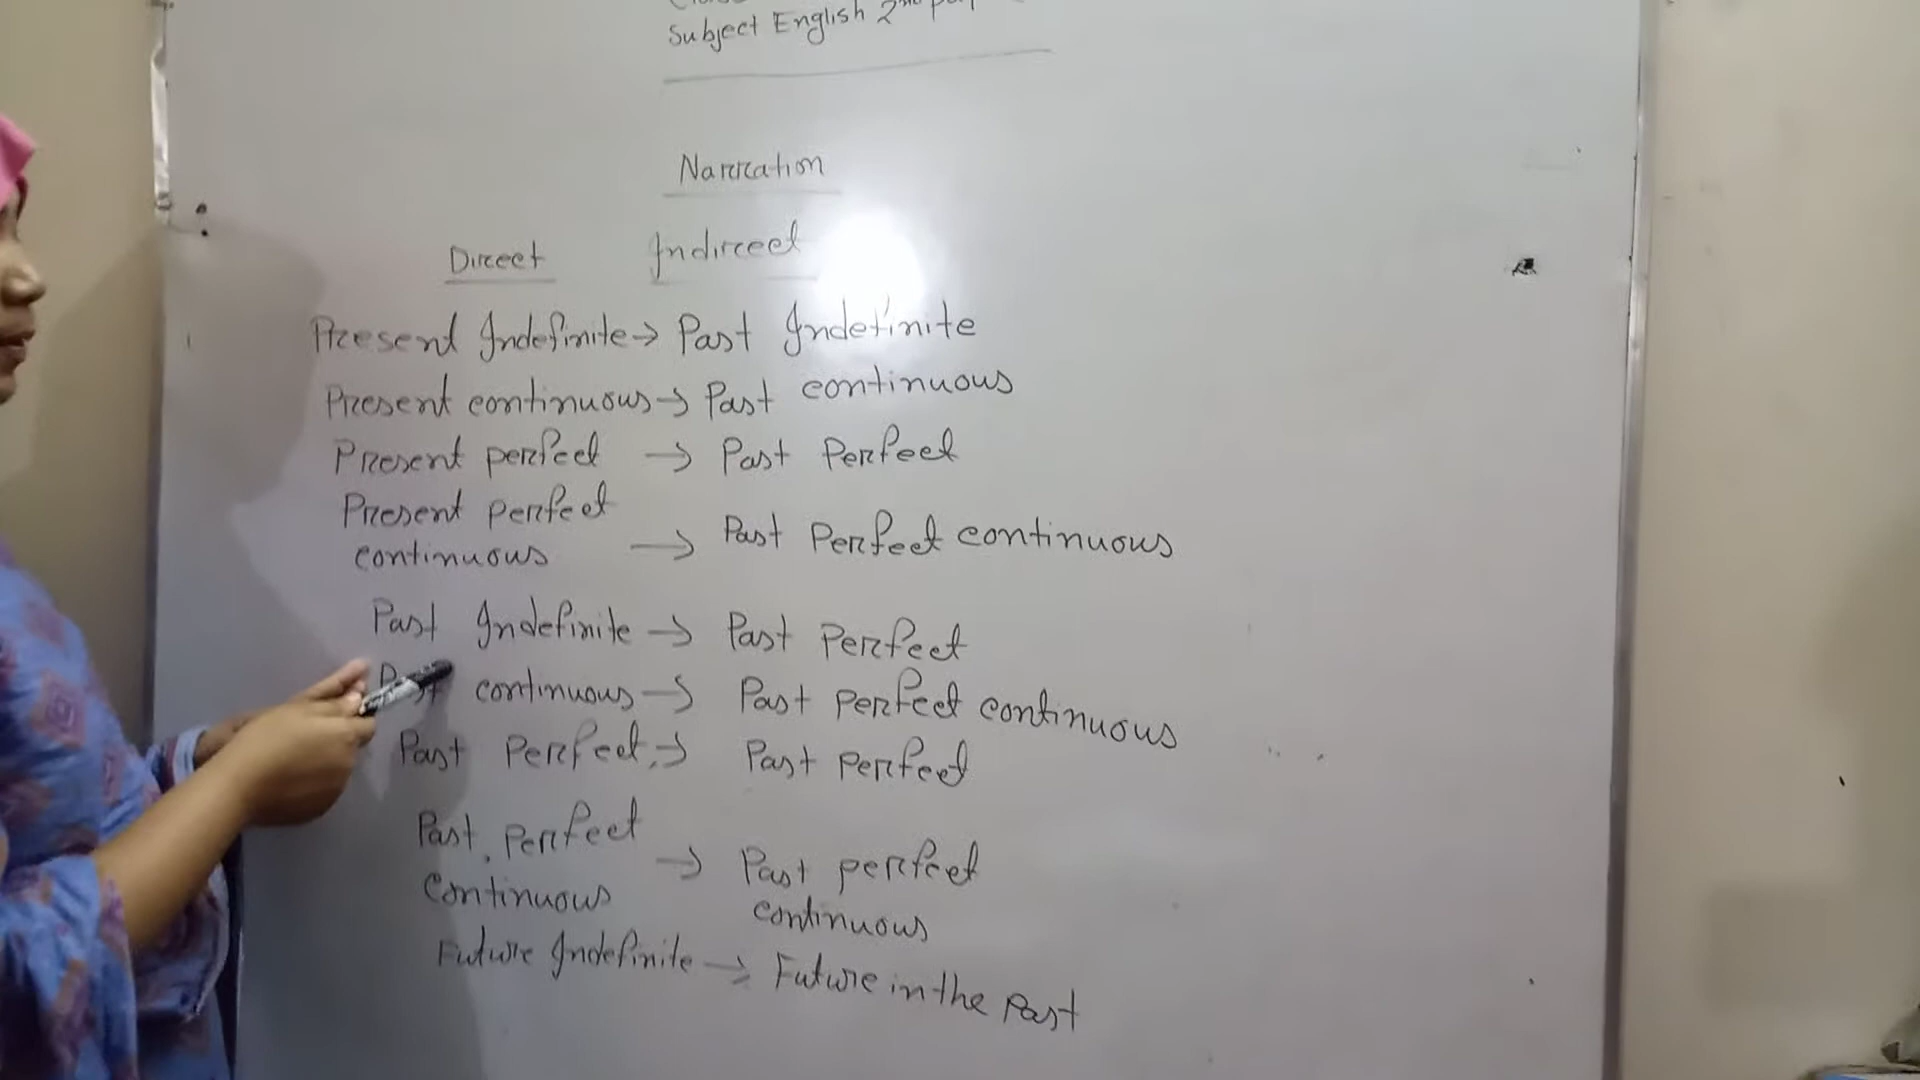 Subject English 2nd
Narration
Direct Indirect
Present Indefinite → Past Indefinite
Present continuous → Past continuous
Present perfect → Past Perfect
Present perfect
continuous → Past Perfect continuous
Past Indefinite → Past Perfect
Past continuous → Past perfect continuous
Past Perfect → Past perfect
Past perfect
continuous → Past perfect
continuous
Future Indefinite → Future in the Past